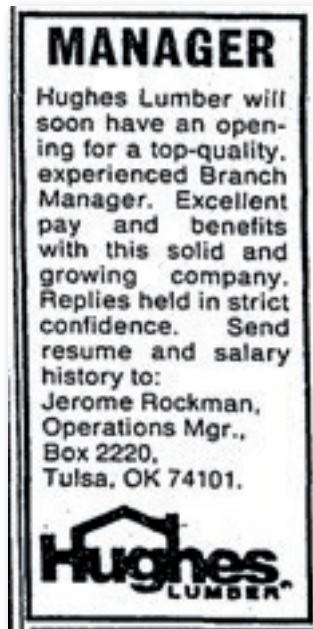 MANAGER
Hughes Lumber will
soon have an open-
ing for a top-quality,
experienced Branch
Manager. Excellent
pay and benefits
with this solid and
growing company.
Replies held in strict
confidence. Send
resume and salary
history to:
Jerome Rockman,
Operations Mgr.,
Box 2220,
Tulsa, OK 74101.
Hughes
LUMBER